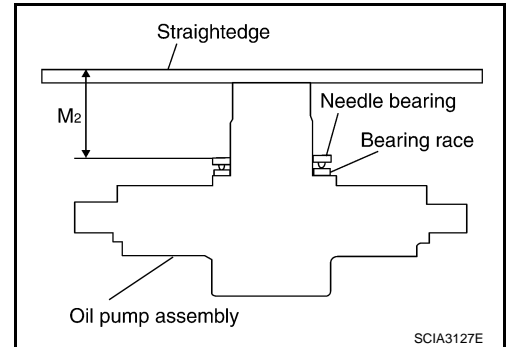 Straightedge
M2
Needle bearing
Bearing race
Oil pump assembly
SCIA3127E